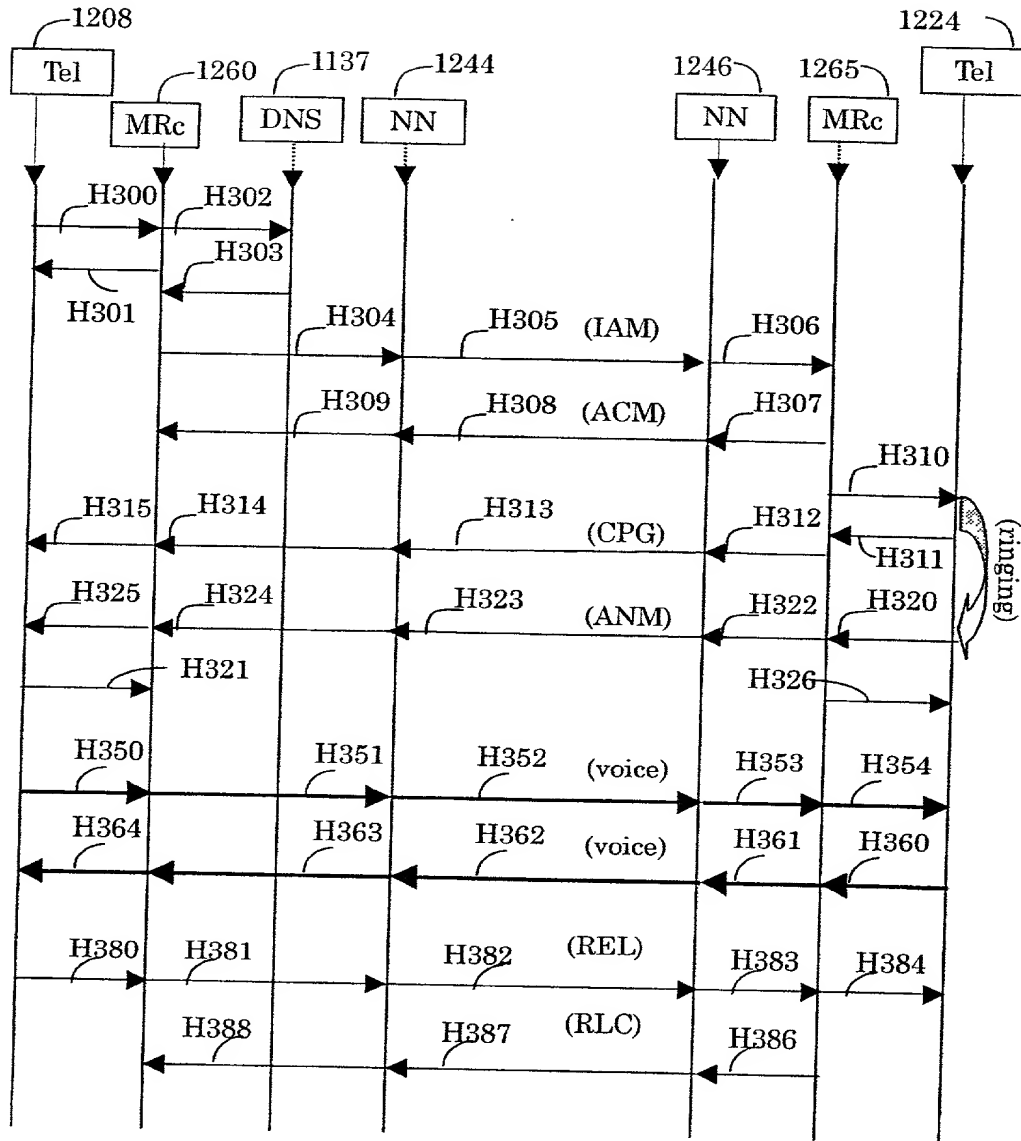 1208
1260
1137
1244
1246
1265
1224
Tel
MRc
DNS
NN
NN
MRc
Tel
H300
H302
H303
H301
H304
H305
(IAM)
H306
H309
H308
(ACM)
H307
H310
H315
H314
H313
(CPG)
H312
H311
(ringing)
H325
H324
H323
(ANM)
H322
H320
H321
H326
H350
H351
H352
(voice)
H353
H354
H364
H363
H362
(voice)
H361
H360
H380
H381
H382
(REL)
H383
H384
H388
H387
(RLC)
H386